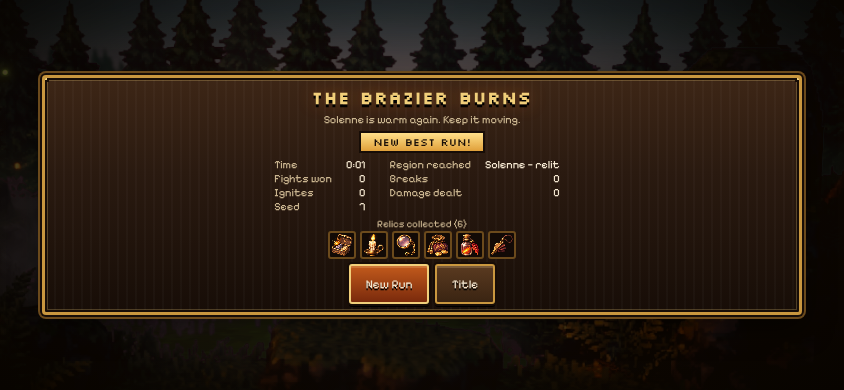 THE BRAZIER BURNS
Solenne is warm again. Keep it moving.
NEW BEST RUN!
Time 0:01 Region reached Solenne - relit
Fights won 0 Breaks 0
Ignites 0 Damage dealt 0
Seed 7
Relics collected (6)
New Run Title